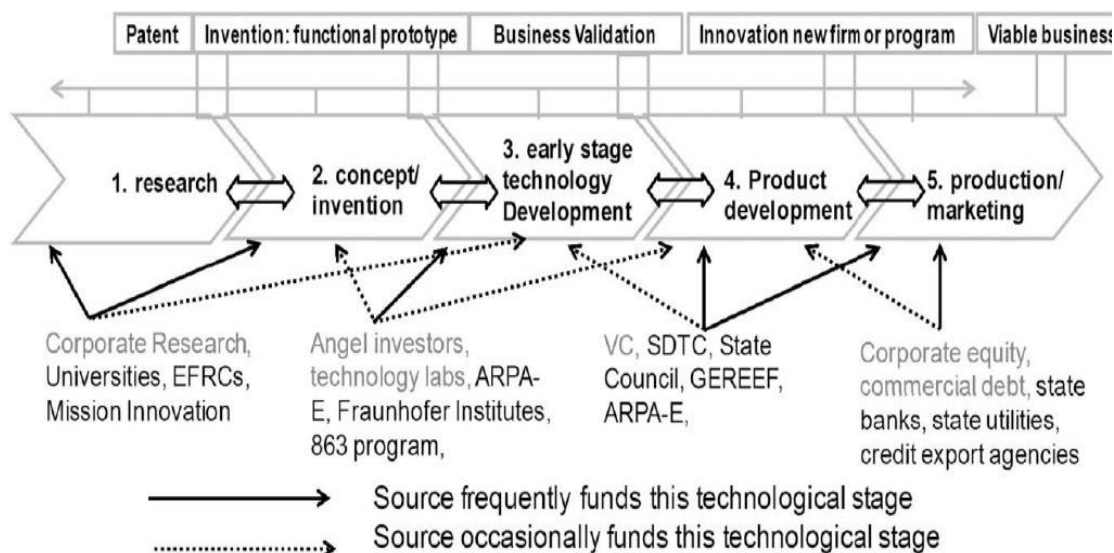 Patent
Invention: functional prototype
Business Validation
Innovation new firm or program
Viable business
1. research
2. concept/
invention
3. early stage
technology
Development
4. Product
development
5. production/
marketing
Corporate Research,
Universities, EFRCs,
Mission Innovation
Angel investors,
technology labs, ARPA-
E, Fraunhofer Institutes,
863 program,
VC, SDTC, State
Council, GEREEF,
ARPA-E,
Corporate equity,
commercial debt, state
banks, state utilities,
credit export agencies
Source frequently funds this technological stage
Source occasionally funds this technological stage